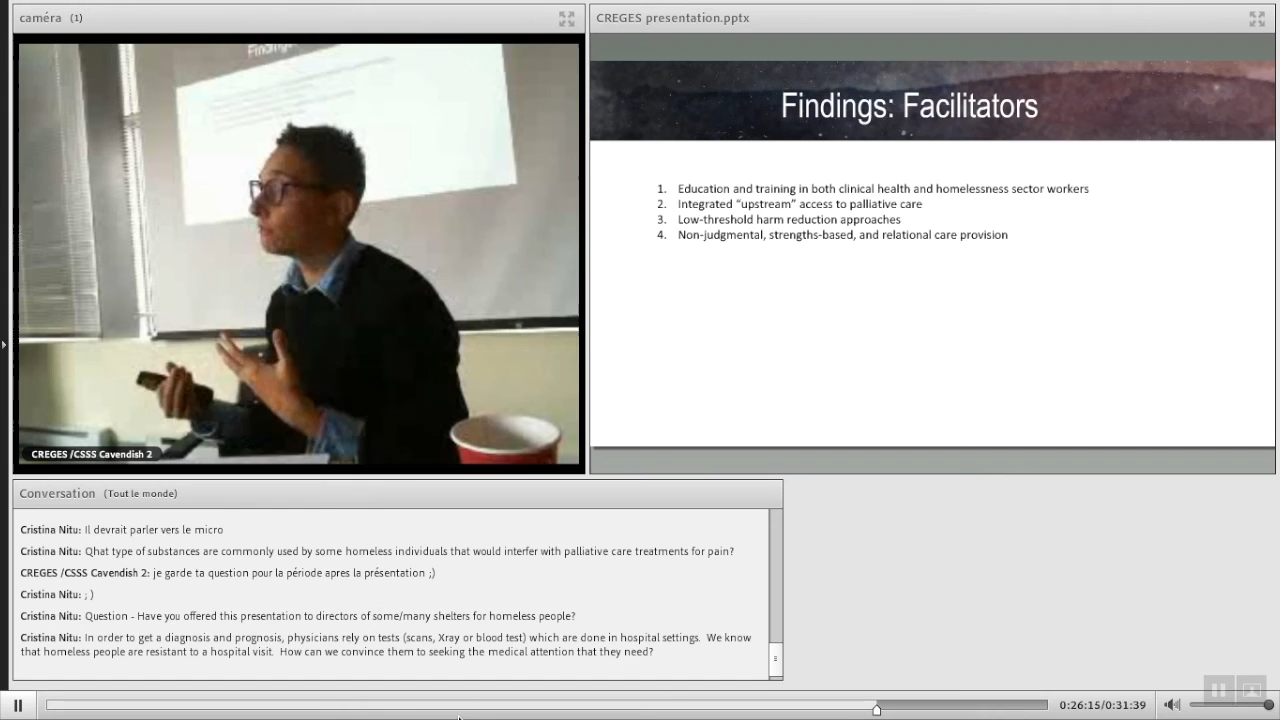 caméra (1)
CREGES presentation.pptx
Findings
Findings: Facilitators
1. Education and training in both clinical health and homelessness sector workers
2. Integrated “upstream” access to palliative care
3. Low-threshold harm reduction approaches
4. Non-judgmental, strengths-based, and relational care provision
CREGES /CSSS Cavendish 2
Conversation (Tout le monde)
Cristina Nitu: Il devrait parler vers le micro
Cristina Nitu: Qhat type of substances are commonly used by some homeless individuals that would interfer with palliative care treatments for pain?
CREGES /CSSS Cavendish 2: je garde ta question pour la période apres la présentation ;)
Cristina Nitu: ; )
Cristina Nitu: Question - Have you offered this presentation to directors of some/many shelters for homeless people?
Cristina Nitu: In order to get a diagnosis and prognosis, physicians rely on tests (scans, Xray or blood test) which are done in hospital settings. We know
that homeless people are resistant to a hospital visit. How can we convince them to seeking the medical attention that they need?
0:26:15/0:31:39